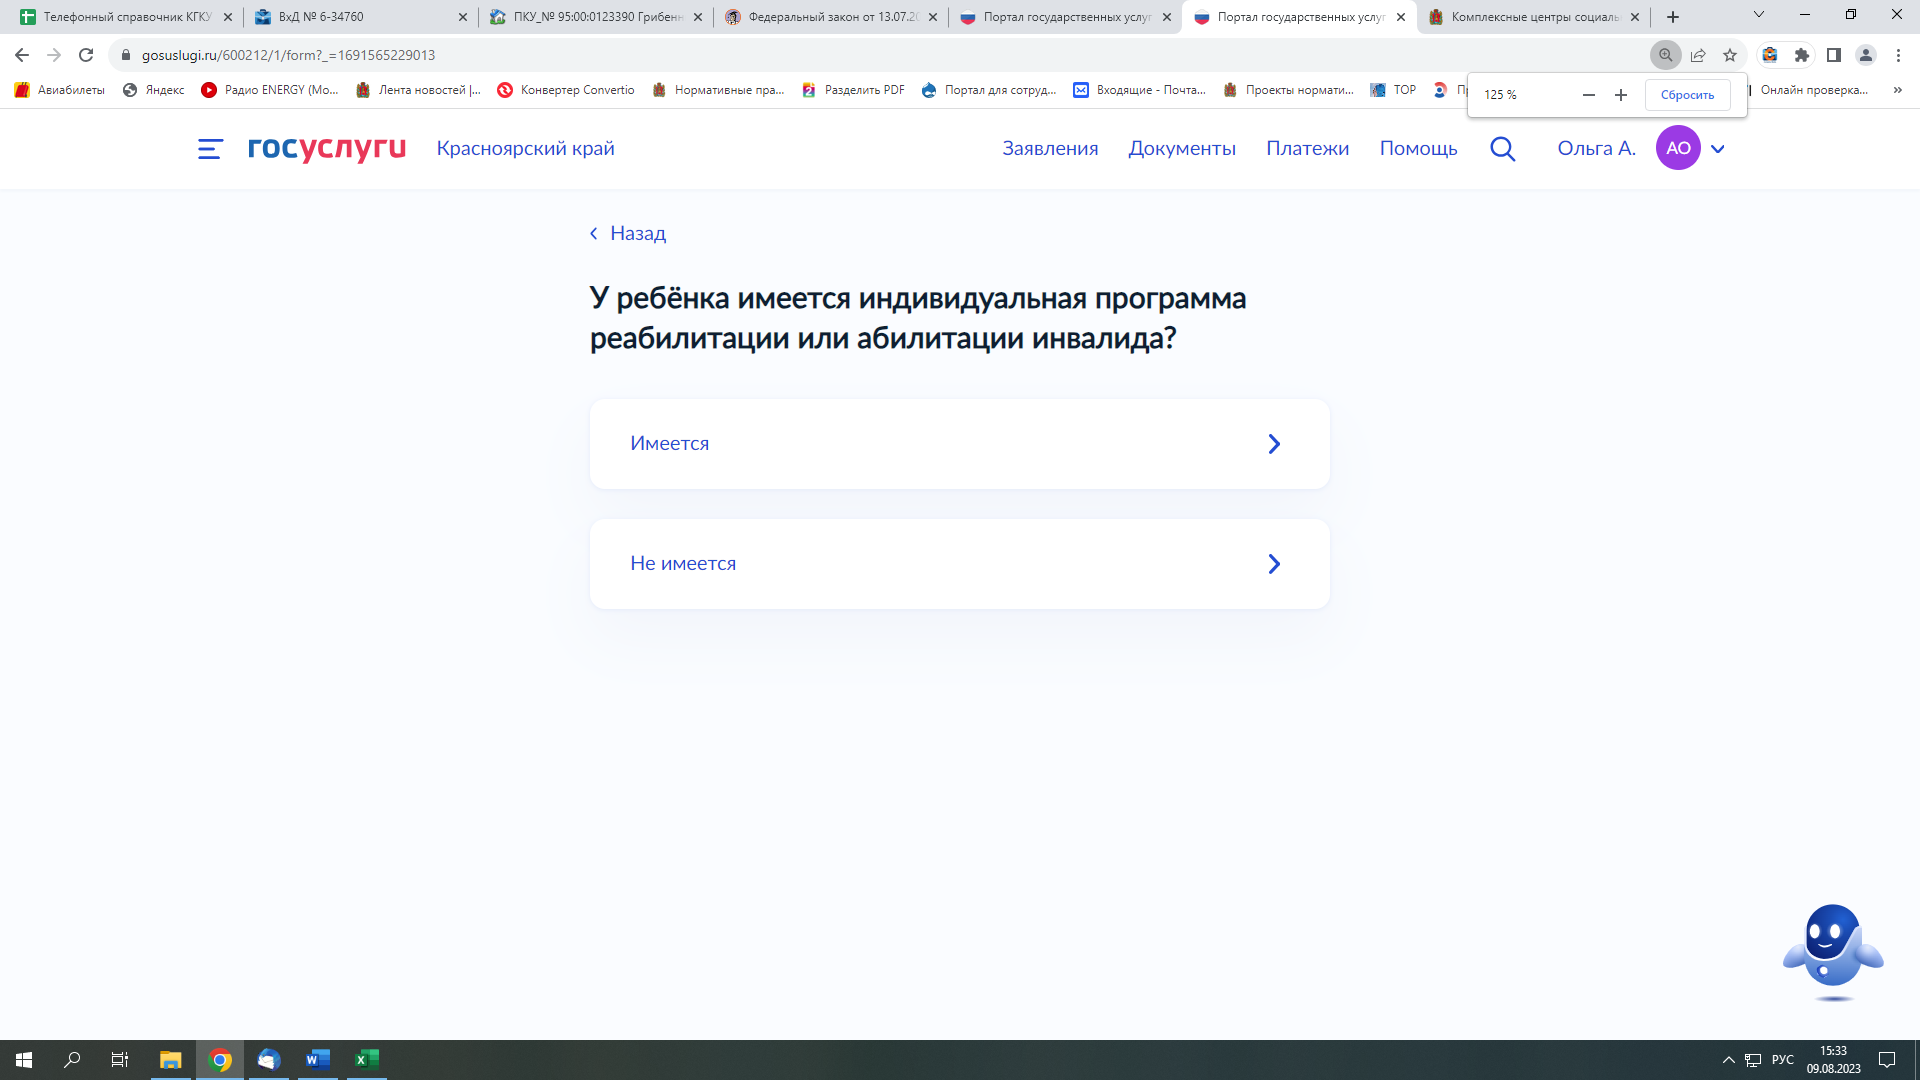 Телефонный справочник КГКУ
ВхД № 6-34760
ПКУ_№ 95:00:0123390 Грибенн
Федеральный закон от 13.07.20
Портал государственных услуг
Портал государственных услуг
Комплексные центры социаль
gosuslugi.ru/600212/1/form?_=1691565229013
Авиабилеты
Яндекс
Радио ENERGY (Мо...
Лента новостей |...
Конвертер Convertio
Нормативные пра...
Разделить PDF
Портал для сотруд...
Входящие - Почта...
Проекты нормати...
ТОР
Онлайн проверка...
»
125 %
Сбросить
госуслуги
Красноярский край
Заявления
Документы
Платежи
Помощь
Ольга А.
АО
Назад
У ребёнка имеется индивидуальная программа
реабилитации или абилитации инвалида?
Имеется
Не имеется
РУС
15:33
09.08.2023